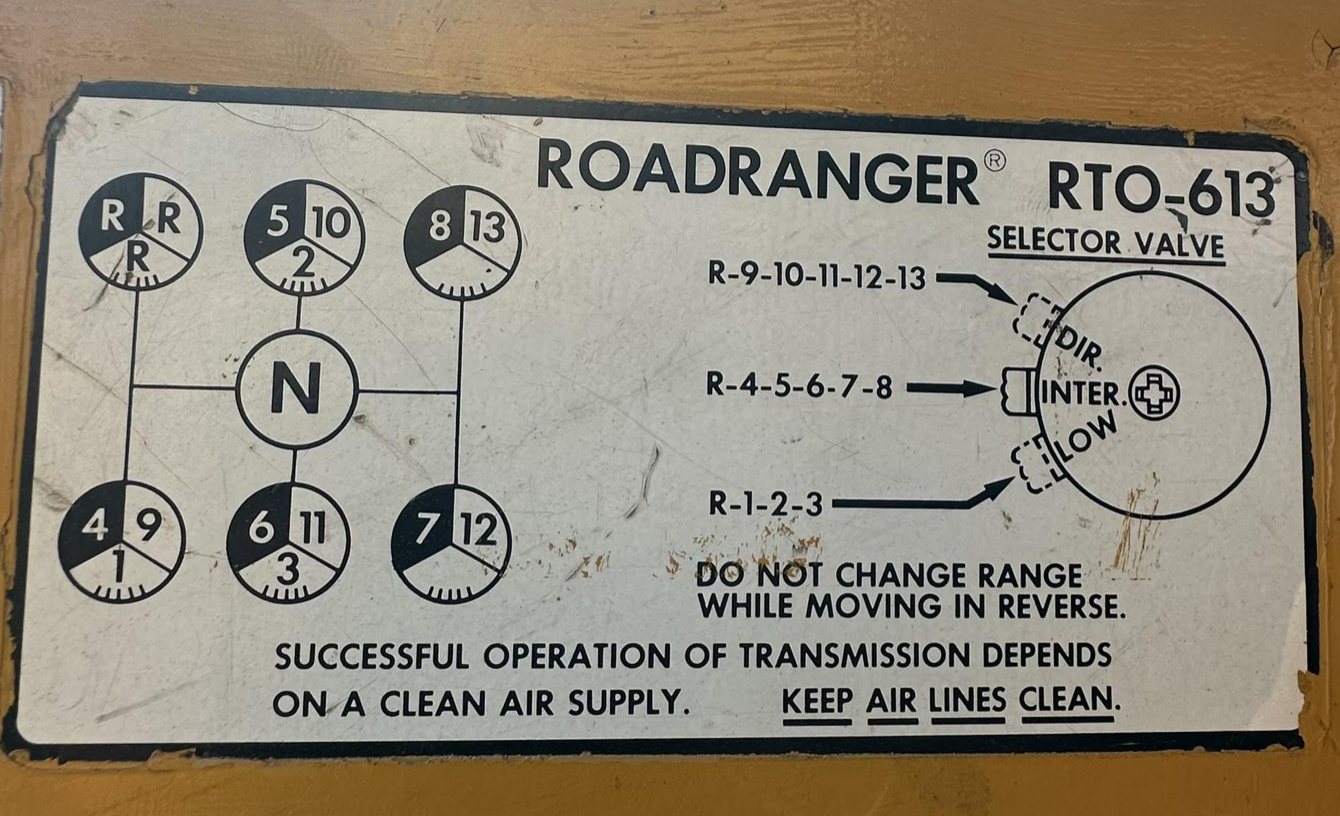 ROADRANGER® RTO-613
SELECTOR VALVE
R R R
5 10 2
8 13
N
4 9 1
6 11 3
7 12
R-9-10-11-12-13
DIR.
R-4-5-6-7-8
INTER.
LOW
R-1-2-3
DO NOT CHANGE RANGE
WHILE MOVING IN REVERSE.
SUCCESSFUL OPERATION OF TRANSMISSION DEPENDS
ON A CLEAN AIR SUPPLY. KEEP AIR LINES CLEAN.